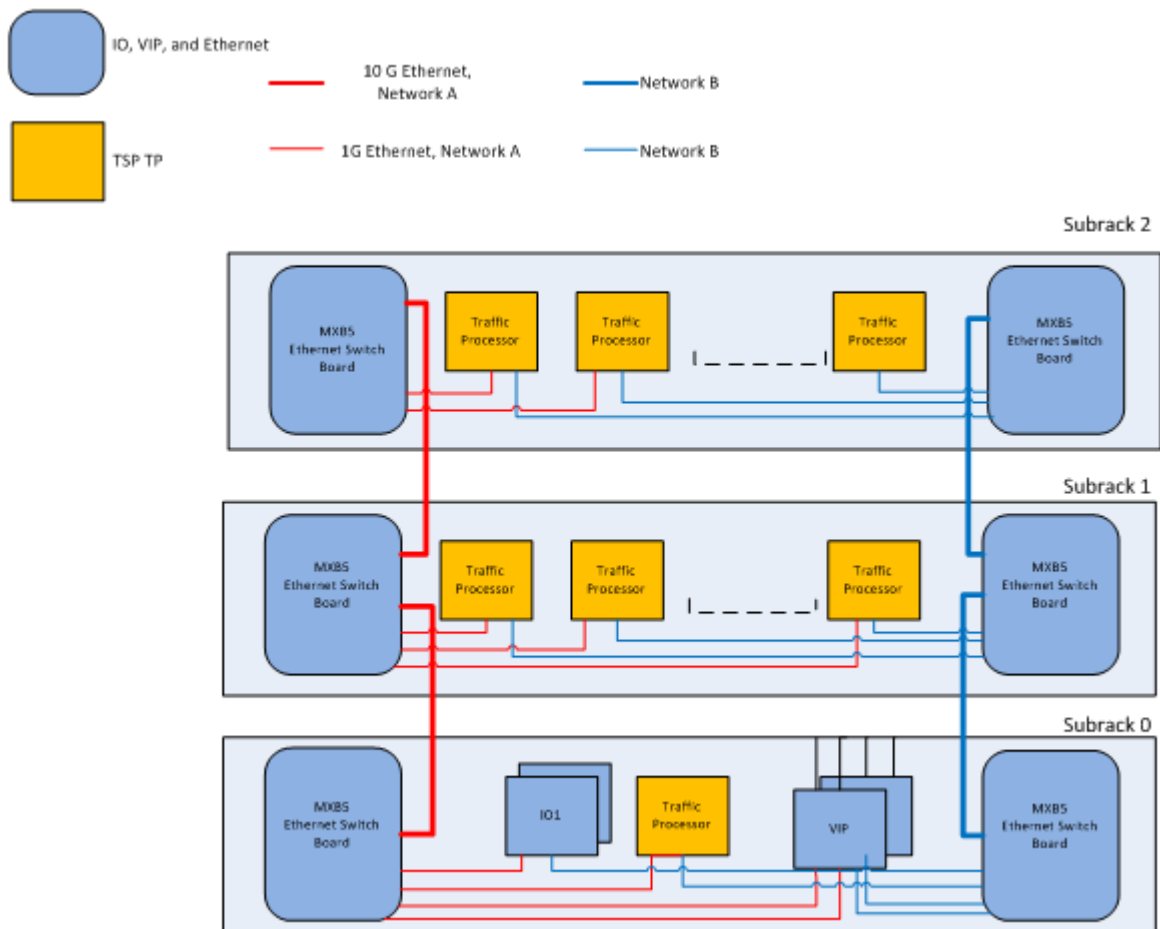 IO, VIP, and Ethernet
10 G Ethernet,
Network A
Network B
TSP TP
1G Ethernet, Network A
Network B
Subrack 2
MXB5
Ethernet Switch
Board
Traffic
Processor
Traffic
Processor
Traffic
Processor
MXB5
Ethernet Switch
Board
Subrack 1
MXB5
Ethernet Switch
Board
Traffic
Processor
Traffic
Processor
Traffic
Processor
MXB5
Ethernet Switch
Board
Subrack 0
MXB5
Ethernet Switch
Board
IO1
Traffic
Processor
VIP
MXB5
Ethernet Switch
Board